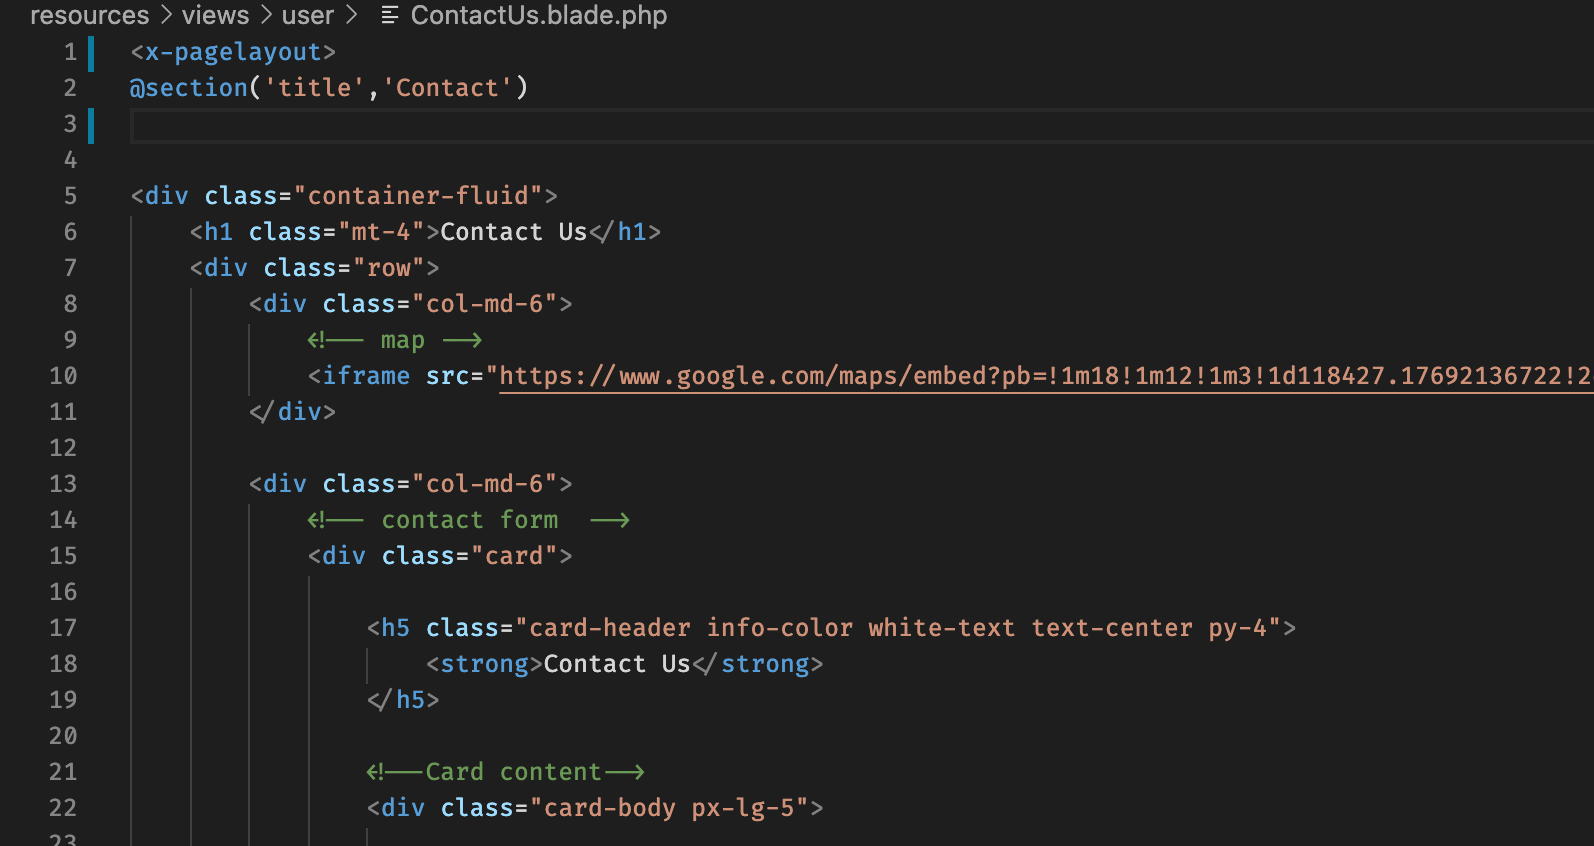 resources > views > user > ContactUs.blade.php
1 <x-pagelayout>
2 @section('title','Contact')
3
4
5 <div class="container-fluid">
6 <h1 class="mt-4">Contact Us</h1>
7 <div class="row">
8 <div class="col-md-6">
9 <!-- map -->
10 <iframe src="https://www.google.com/maps/embed?pb=!1m18!1m12!1m3!1d118427.17692136722!2
11 </div>
12
13 <div class="col-md-6">
14 <!-- contact form  -->
15 <div class="card">
16
17 <h5 class="card-header info-color white-text text-center py-4">
18 <strong>Contact Us</strong>
19 </h5>
20
21 <!--Card content-->
22 <div class="card-body px-lg-5">
23